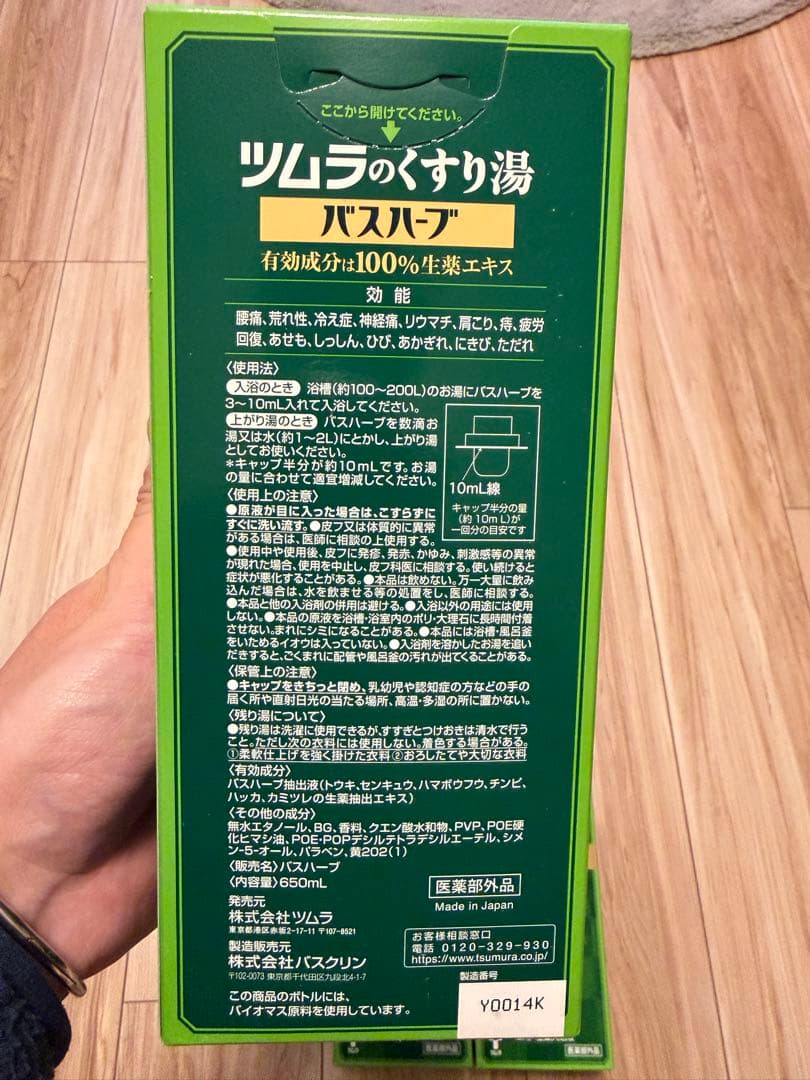 ここから開けてください。
ツムラのくすり湯
バスハーブ
有効成分は100%生薬エキス
効能
腰痛、荒れ性、冷え症、神経痛、リウマチ、肩こり、痔、疲労
回復、あせも、しっしん、ひび、あかぎれ、にきび、ただれ
〈使用法〉
入浴のとき 浴槽(約100〜200L)のお湯にバスハーブを
3〜10mL入れて入浴してください。
上がり湯のとき バスハーブを数滴お
湯又は水(約1〜2L)にとかし、上がり湯
としてお使いください。
*キャップ半分が約10mLです。お湯
の量に合わせて適宜増減してください。
10mL線
キャップ半分の量
(約 10m L)が
一回分の目安です
〈使用上の注意〉
●原液が目に入った場合は、こすらずに
すぐに洗い流す。●皮フ又は体質的に異常
がある場合は、医師に相談の上使用する。
●使用中や使用後、皮フに発疹、発赤、かゆみ、刺激感等の異常
が現れた場合、使用を中止し、皮フ科医に相談する。使い続けると
症状が悪化することがある。●本品は飲めない。万一大量に飲み
込んだ場合は、水を飲ませる等の処置をし、医師に相談する。
●本品と他の入浴剤の併用は避ける。●入浴以外の用途には使用
しない。●本品の原液を浴槽・浴室内のポリ・大理石に長時間付着
させない。まれにシミになることがある。●本品には浴槽・風呂釜
をいためるイオウは入っていない。●入浴剤を溶かしたお湯を追い
だきすると、ごくまれに配管や風呂釜の汚れが出てくることがある。
〈保管上の注意〉
●キャップをきちっと閉め、乳幼児や認知症の方などの手の
届く所や直射日光の当たる場所、高温・多湿の所に置かない。
〈残り湯について〉
●残り湯は洗濯に使用できるが、すすぎとつけおきは清水で行う
こと。ただし次の衣料には使用しない。着色する場合がある。
①柔軟仕上げを強く掛けた衣料②おろしたてや大切な衣料
〈有効成分〉
バスハーブ抽出液(トウキ、センキュウ、ハマボウフウ、チンピ、
ハッカ、カミツレの生薬抽出エキス)
〈その他の成分〉
無水エタノール、BG、香料、クエン酸水和物、PVP、POE硬
化ヒマシ油、POE・POPデシルテトラデシルエーテル、シメ
ン-5-オール、パラベン、黄202(1)
〈販売名〉バスハーブ
〈内容量〉650mL
医薬部外品
Made in Japan
発売元
株式会社ツムラ
東京都港区赤坂2-17-11 〒107-8521
製造販売元
株式会社バスクリン
〒102-0073 東京都千代田区九段北4-1-7
お客様相談窓口
電話 0120-329-930
https://www.tsumura.co.jp/
製造番号
Y0014K
この商品のボトルには、
バイオマス原料を使用しています。
医薬部外品
医薬部外品